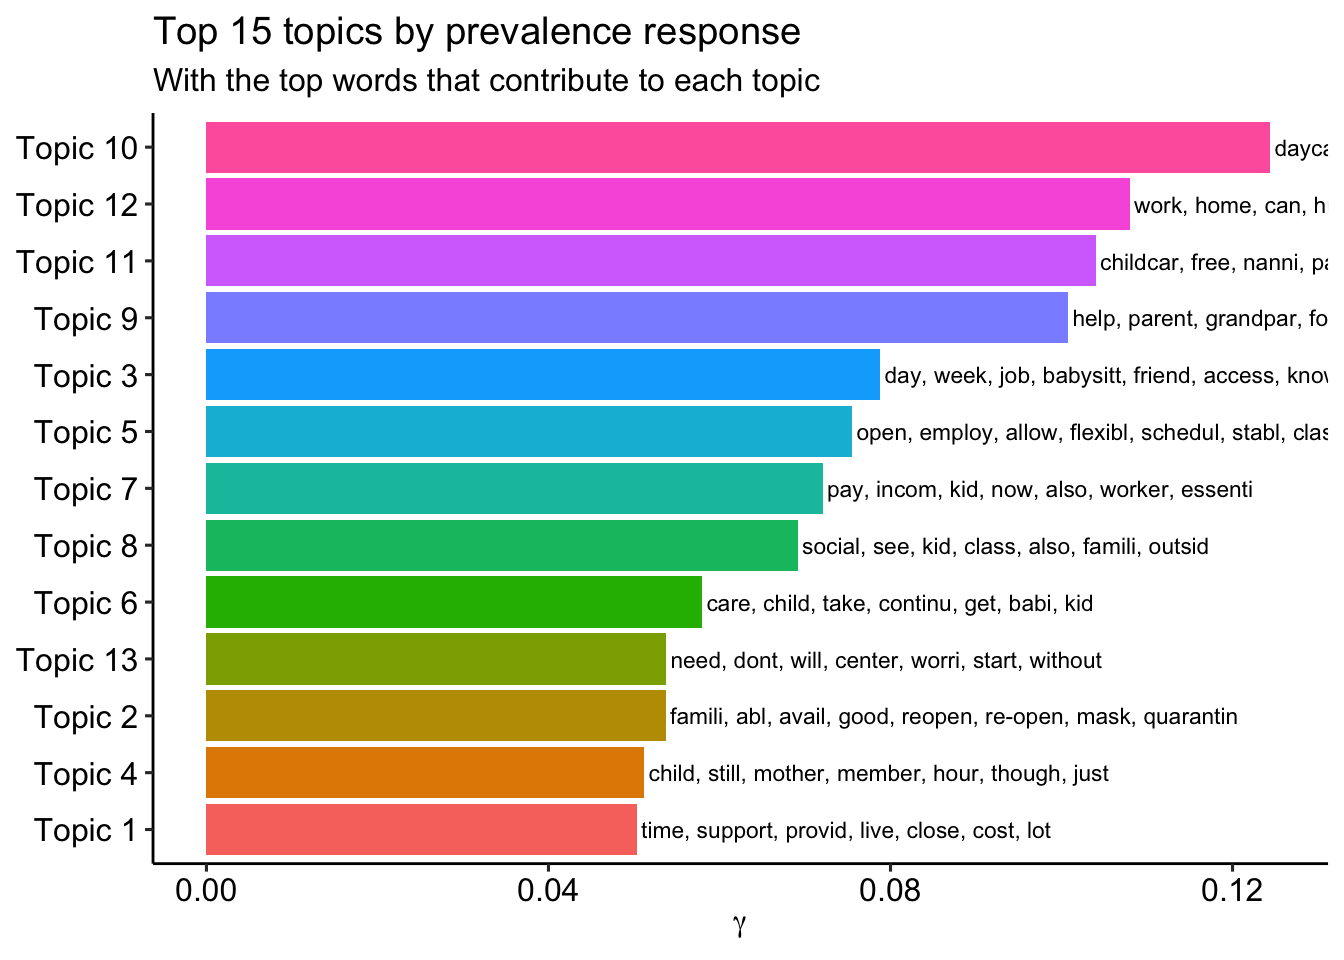 Top 15 topics by prevalence response
With the top words that contribute to each topic
Topic 10
Topic 12 work, home, can,
Topic 11 childcar, free, nanni,
Topic 9 help, parent, grandpar,
Topic 3 day, week, job, babysitt, friend, access,
Topic 5 open, employ, allow, flexibl, schedul, stabl,
Topic 7 pay, incom, kid, now, also, worker, essenti
Topic 8 social, see, kid, class, also, famili, outsid
Topic 6 care, child, take, continu, get, babi, kid
Topic 13 need, dont, will, center, worri, start, without
Topic 2 famili, abl, avail, good, reopen, re-open, mask, quarantin
Topic 4 child, still, mother, member, hour, though, just
Topic 1 time, support, provid, live, close, cost, lot
0.00 0.04 0.08 0.12
γ